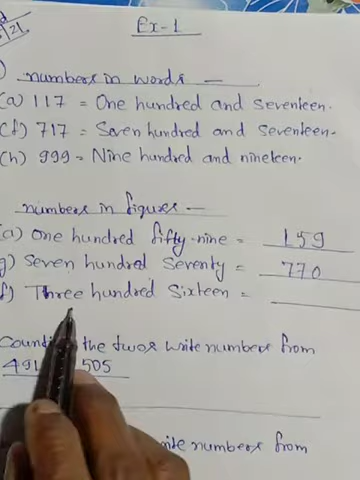 Ex-1
numbers in words —
(a) 117 = One hundred and seventeen.
(f) 717 = Seven hundred and seventeen.
(h) 999 = Nine hundred and nineteen.
numbers in figures —
(a) One hundred fifty-nine = 159
g) Seven hundred Seventy = 770
f) Three hundred Sixteen =
the twos write numbers from
491 505
write numbers from